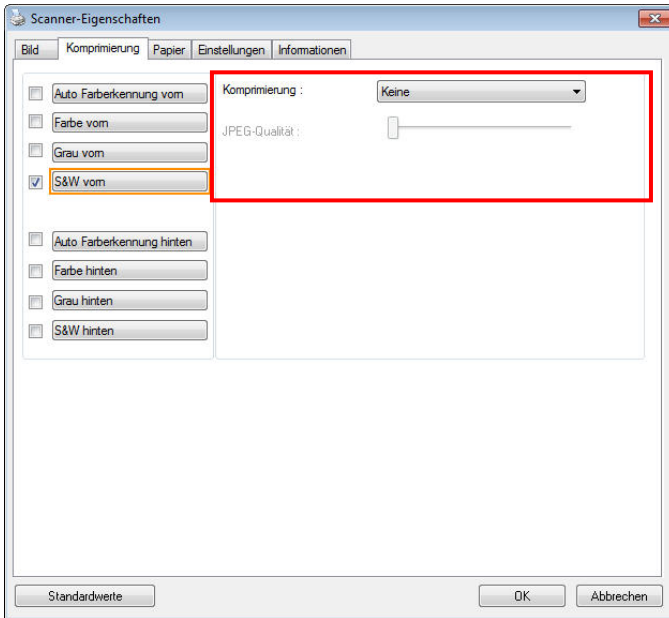 Scanner-Eigenschaften
Bild Komprimierung Papier Einstellungen Informationen
Auto Farberkennung vorn
Farbe vorn
Grau vorn
S&W vorn
Auto Farberkennung hinten
Farbe hinten
Grau hinten
S&W hinten
Komprimierung : Keine
JPEG-Qualität :
Standardwerte OK Abbrechen